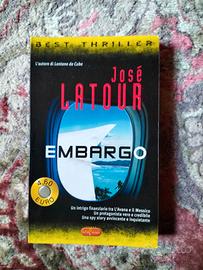 BEST THRILLER
L'autore di Lontano da Cuba
José
LATOUR
EMBARGO
4,60
EURO
Un intrigo finanziario tra L'Avana e il Messico
Un protagonista vero e credibile
Una spy story avvincente e inquietante